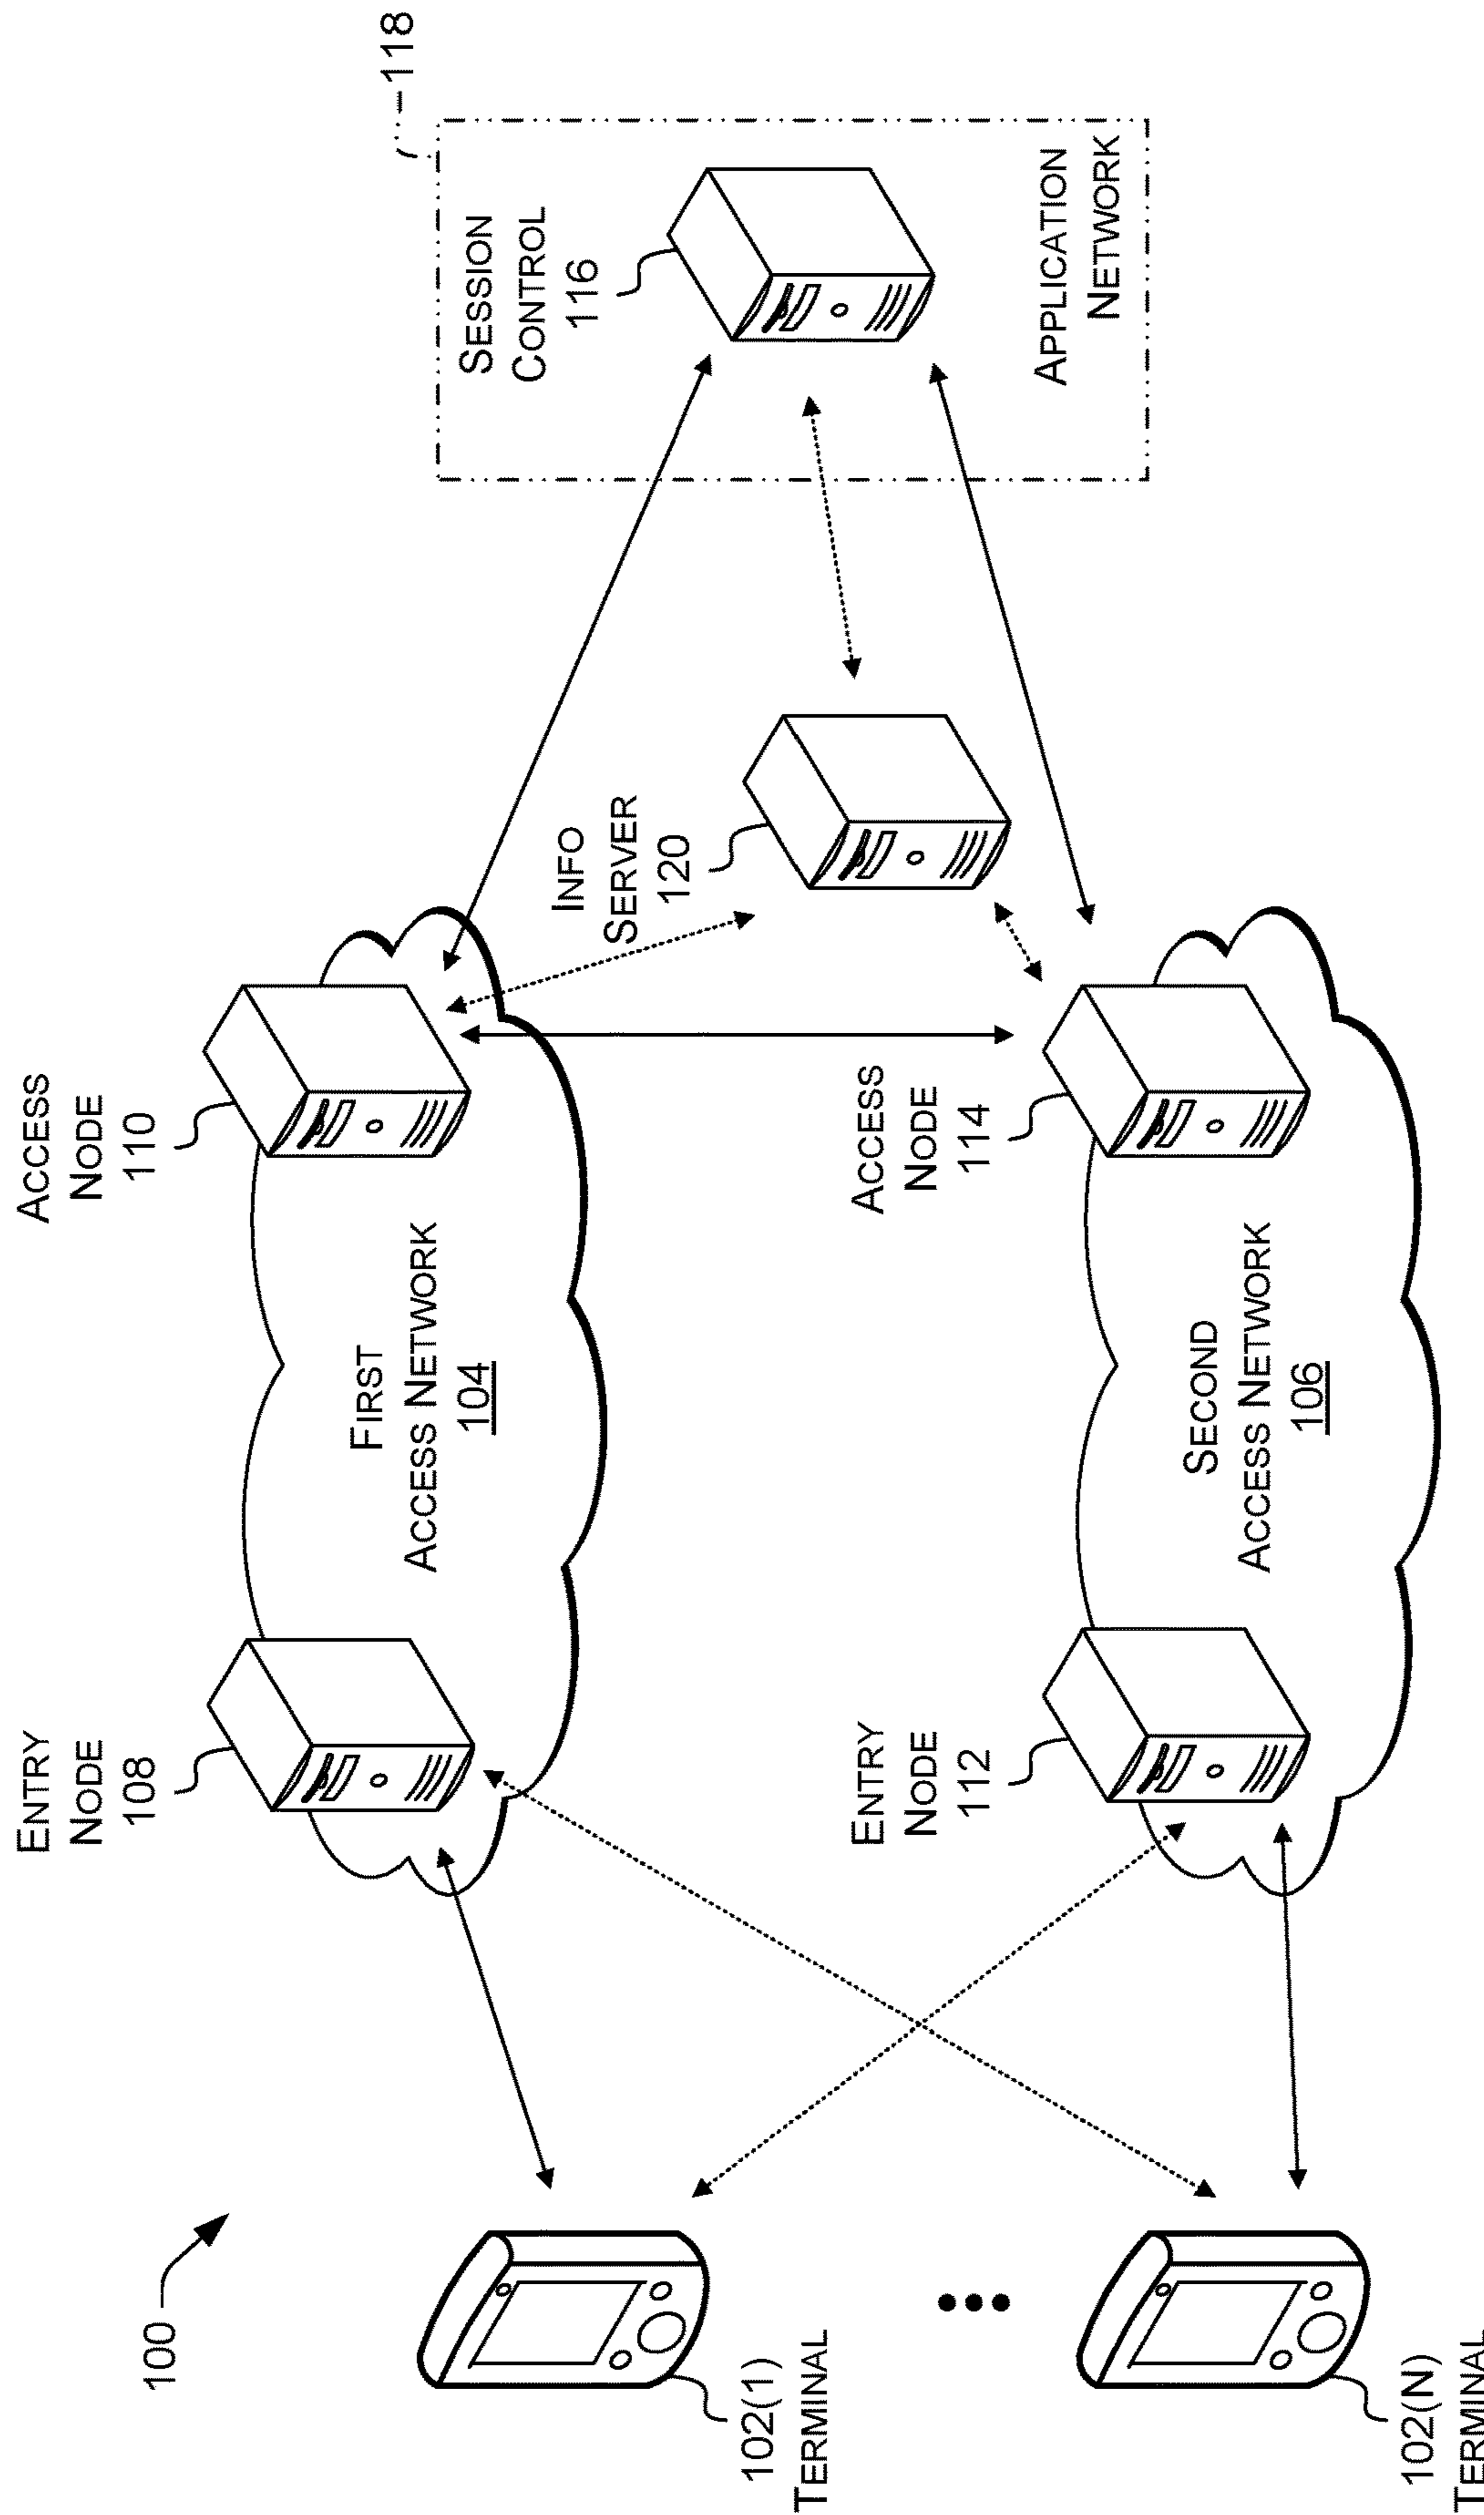 100
118
ENTRY
NODE
108
ACCESS
NODE
110
FIRST
ACCESS NETWORK
104
INFO
SERVER
120
SESSION
CONTROL
116
APPLICATION
NETWORK
102(1)
TERMINAL
ENTRY
NODE
112
ACCESS
NODE
114
SECOND
ACCESS NETWORK
106
102(N)
TERMINAL